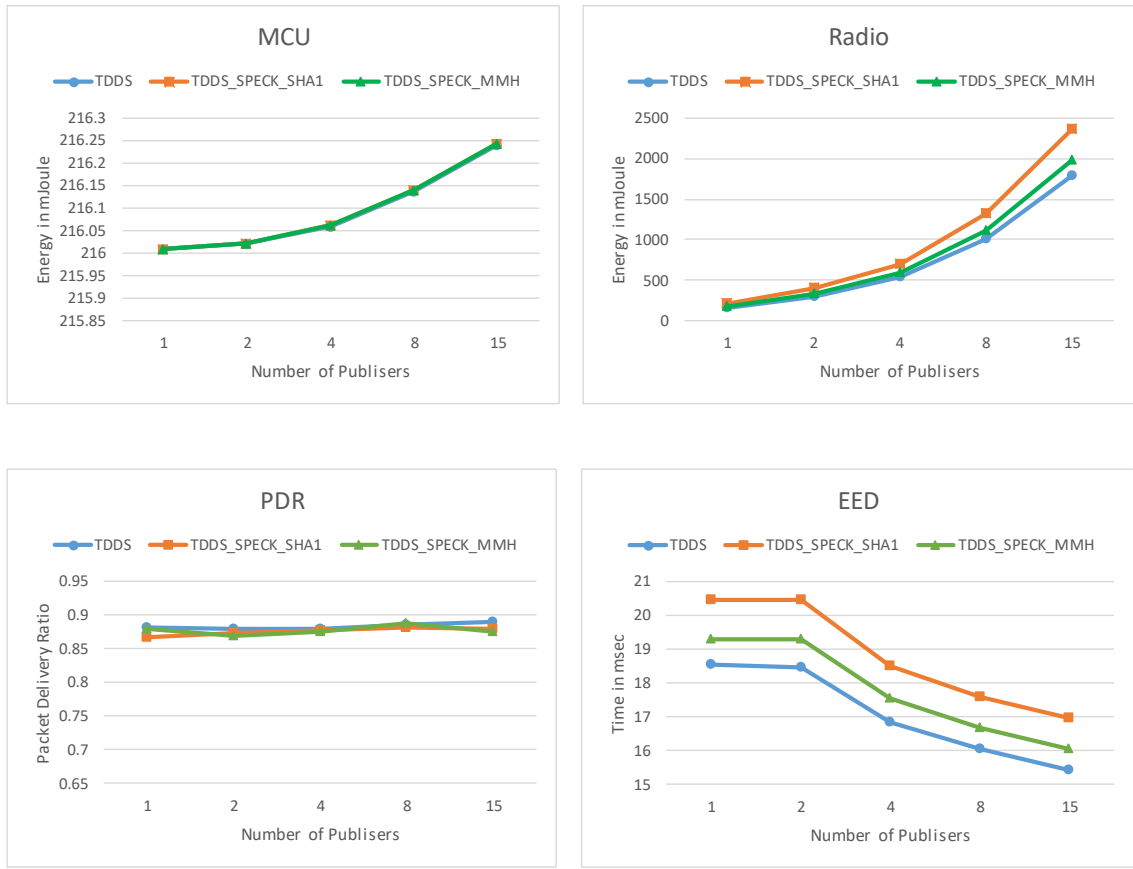 MCU
TDDS TDDS_SPECK_SHA1 TDDS_SPECK_MMH
216.3
216.25
216.2
216.15
216.1
216.05
216
215.95
215.9
215.85
Energy in mJoule
1 2 4 8 15
Number of Publisers
Radio
TDDS TDDS_SPECK_SHA1 TDDS_SPECK_MMH
2500
2000
1500
1000
500
0
Energy in mJoule
1 2 4 8 15
Number of Publisers
PDR
TDDS TDDS_SPECK_SHA1 TDDS_SPECK_MMH
0.95
0.9
0.85
0.8
0.75
0.7
0.65
Packet Delivery Ratio
1 2 4 8 15
Number of Publisers
EED
TDDS TDDS_SPECK_SHA1 TDDS_SPECK_MMH
21
20
19
18
17
16
15
Time in msec
1 2 4 8 15
Number of Publisers